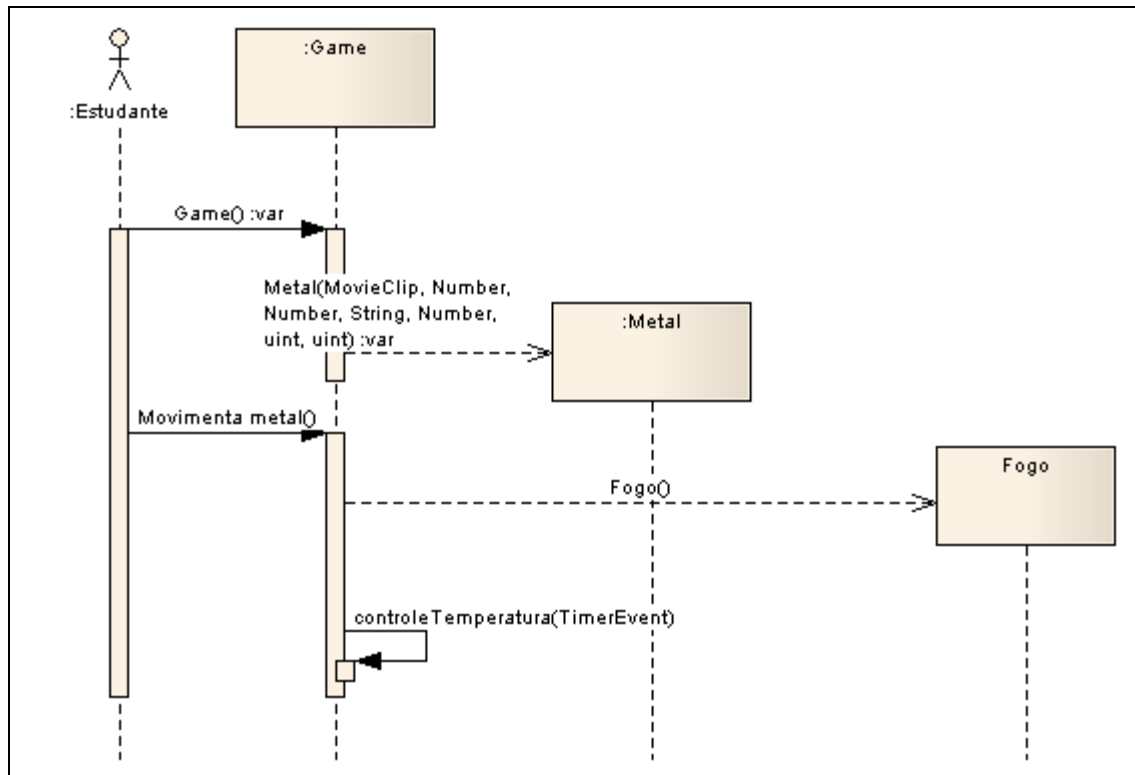 :Game
:Estudante
Game() :var
Metal(MovieClip, Number,
Number, String, Number,
uint, uint) :var
:Metal
Movimenta metal()
Fogo
Fogo()
controleTemperatura(TimerEvent)